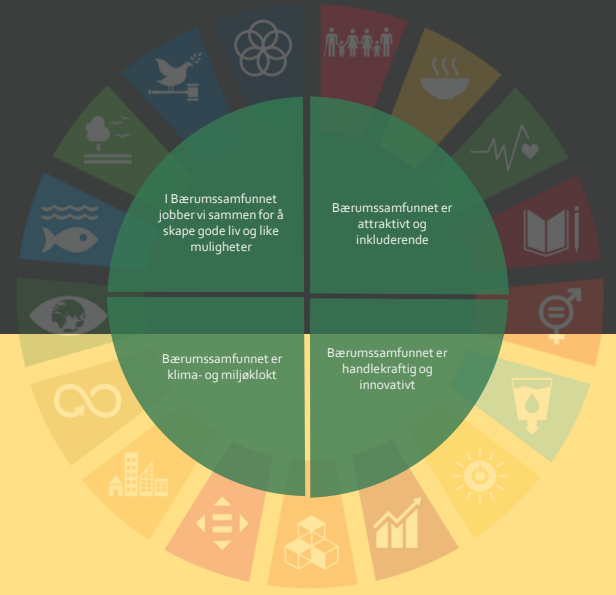 I Bærumssamfunnet
jobber vi sammen for å
skape gode liv og like
muligheter
Bærumssamfunnet er
attraktivt og
inkluderende
Bærumssamfunnet er
klima- og miljøklokt
Bærumssamfunnet er
handlekraftig og
innovativt